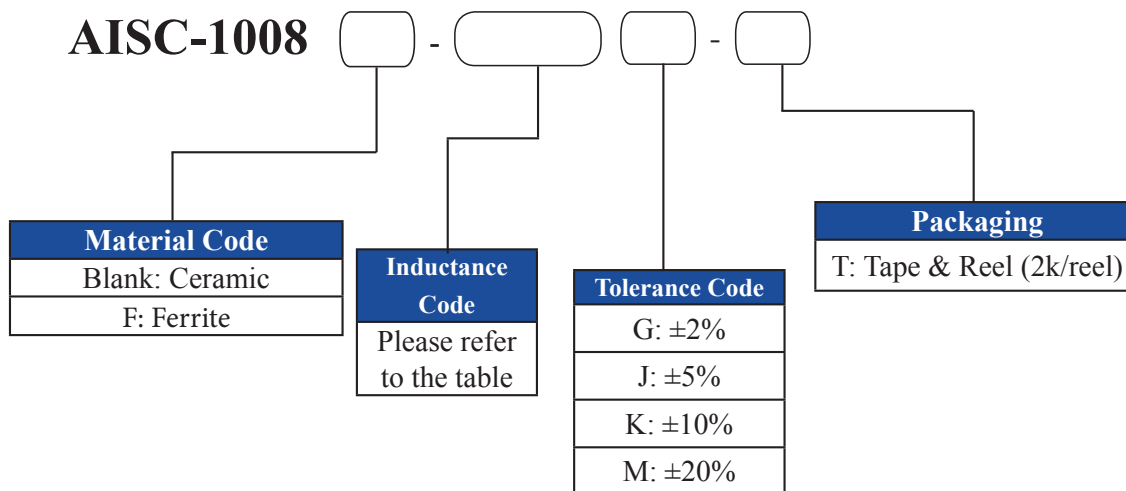 AISC-1008 - -
Material Code
Blank: Ceramic
F: Ferrite
Inductance
Code
Please refer
to the table
Tolerance Code
G: ±2%
J: ±5%
K: ±10%
M: ±20%
Packaging
T: Tape & Reel (2k/reel)